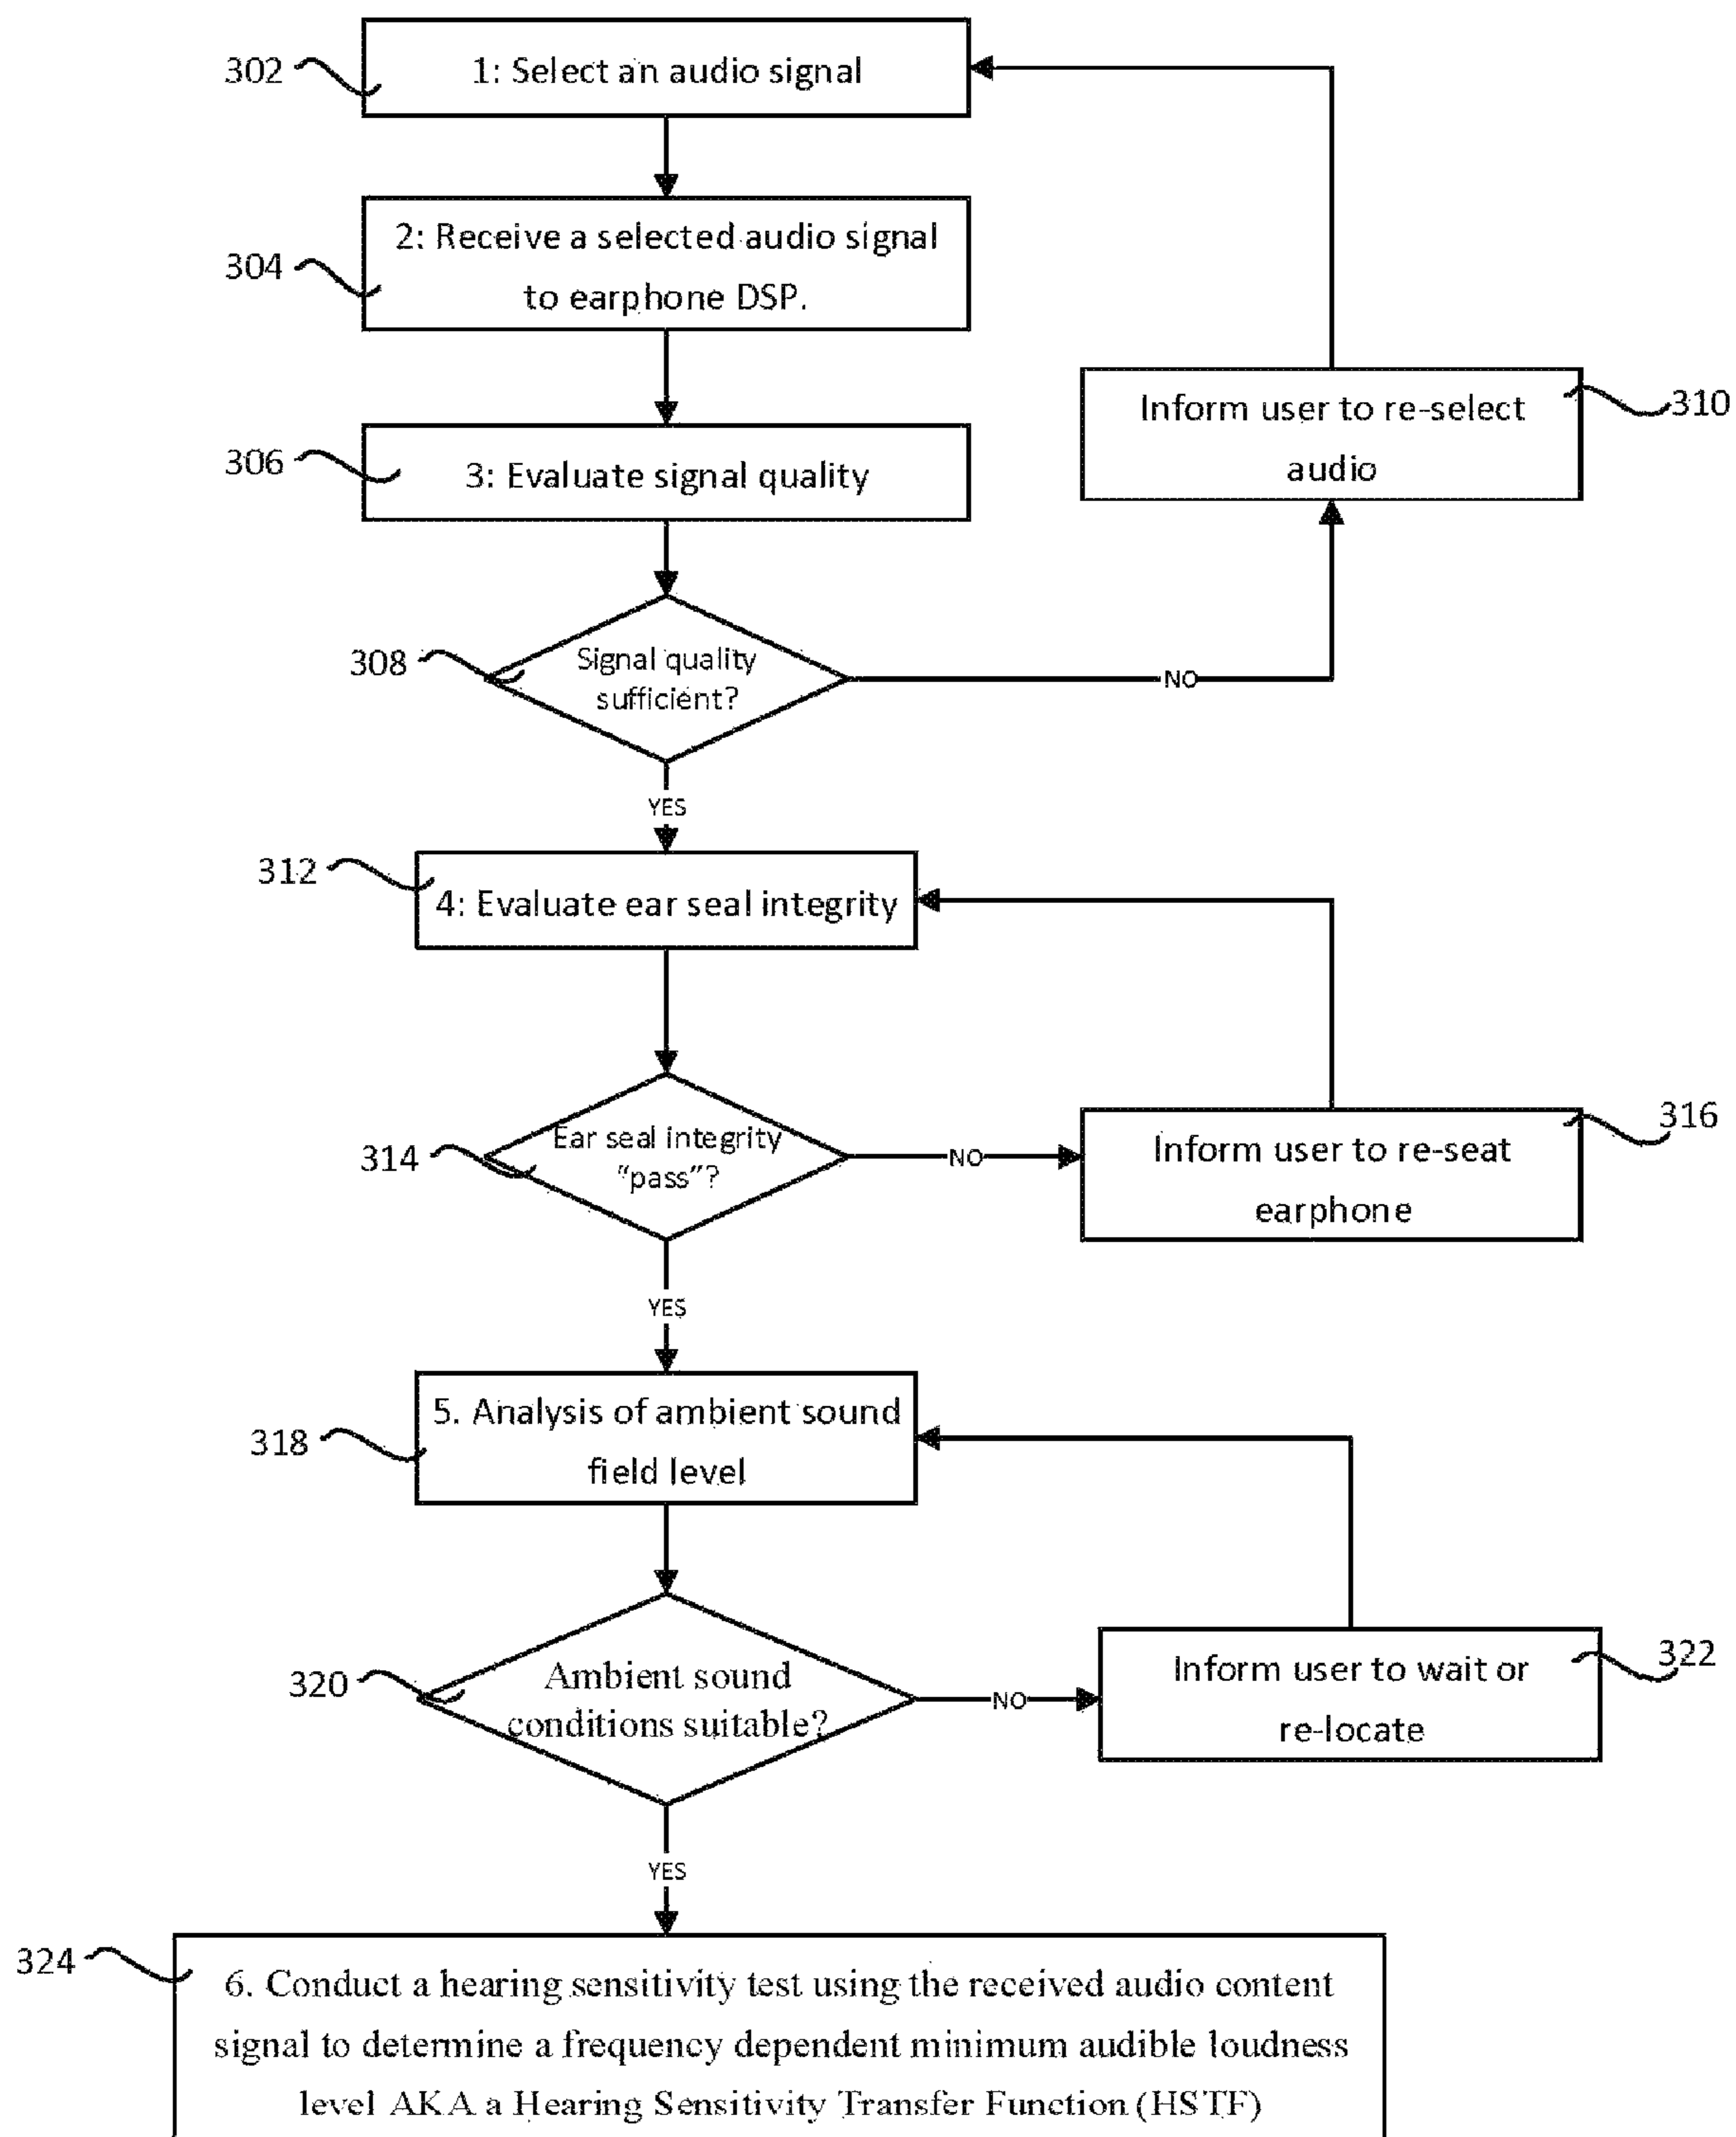 302
1: Select an audio signal
2: Receive a selected audio signal
to earphone DSP.
304
310
Inform user to re-select
audio
306
3: Evaluate signal quality
308
Signal quality
sufficient?
NO
YES
312
4: Evaluate ear seal integrity
314
Ear seal integrity
“pass”?
NO
316
Inform user to re-seat
earphone
YES
318
5. Analysis of ambient sound
field level
320
Ambient sound
conditions suitable?
NO
322
Inform user to wait or
re-locate
YES
324
6. Conduct a hearing sensitivity test using the received audio content
signal to determine a frequency dependent minimum audible loudness
level AKA a Hearing Sensitivity Transfer Function (HSTF)